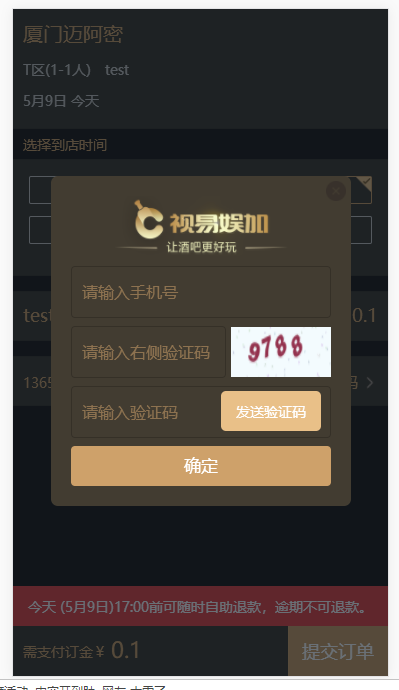 厦门迈阿密
T区(1-1人) test
5月9日 今天
选择到店时间
视易娱加
让酒吧更好玩
请输入手机号
test
0.1
请输入右侧验证码
9788
1365
码
请输入验证码
发送验证码
确定
今天 (5月9日)17:00前可随时自助退款，逾期不可退款。
需支付订金￥ 0.1
提交订单